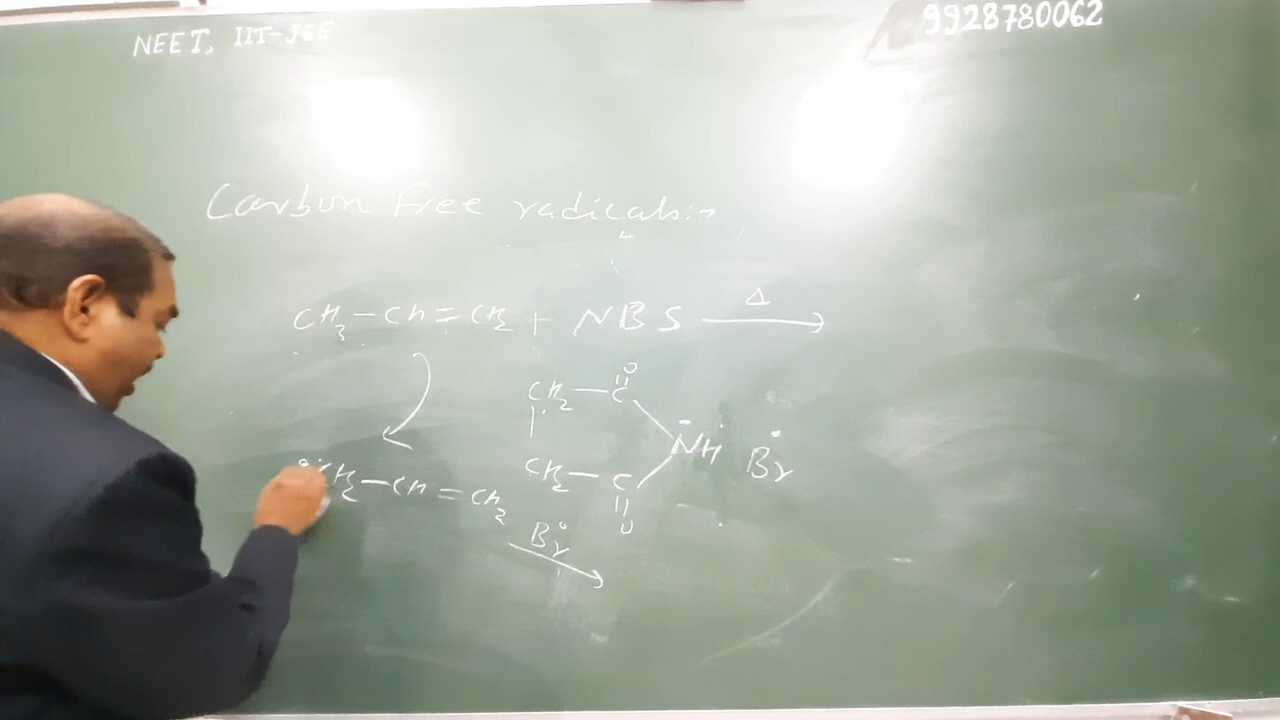 NEET, IIT-JEE
9928780062
Carbon free radicals:-
CH3-CH=CH2 + NBS Δ
O
CH2-C
NH Br
CH2-C
O
CH2-CH=CH2
Br